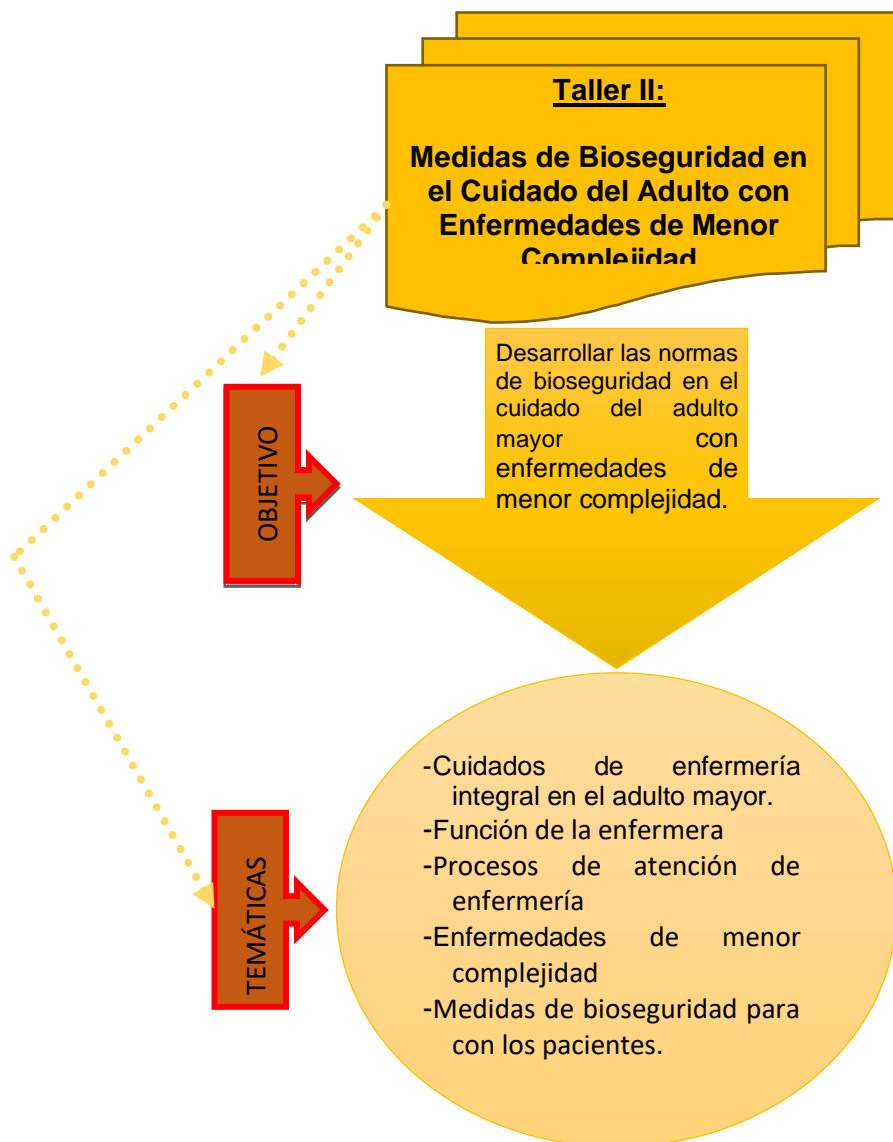 Taller II:
Medidas de Bioseguridad en
el Cuidado del Adulto con
Enfermedades de Menor
Complejidad
Desarrollar las normas
de bioseguridad en el
cuidado del adulto
mayor con
enfermedades de
menor complejidad.
OBJETIVO
-Cuidados de enfermería
integral en el adulto mayor.
-Función de la enfermera
-Procesos de atención de
enfermería
-Enfermedades de menor
complejidad
-Medidas de bioseguridad para
con los pacientes.
TEMÁTICAS